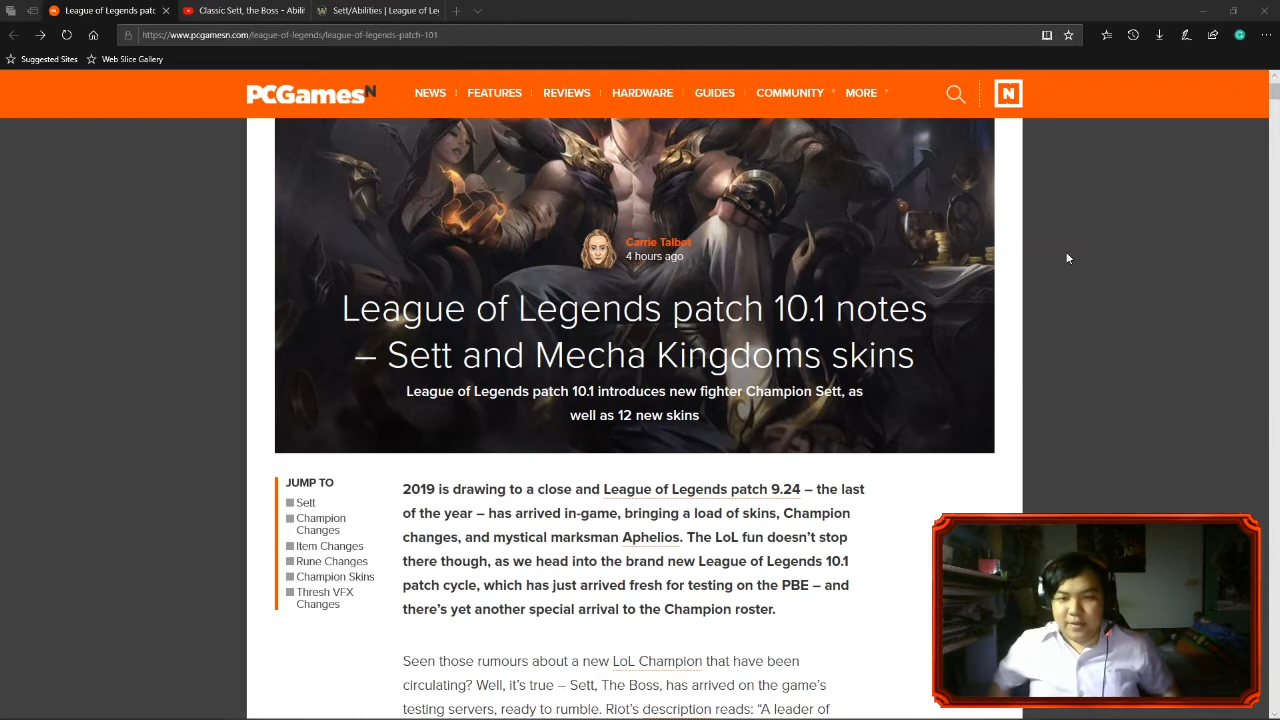 League of Legends patc
Classic Sett, the Boss - Abili
Sett/Abilities | League of Leg
https://www.pcgamesn.com/league-of-legends/league-of-legends-patch-101
Suggested Sites
Web Slice Gallery
PCGamesN
NEWS
FEATURES
REVIEWS
HARDWARE
GUIDES
COMMUNITY
MORE
N
Carrie Talbot
4 hours ago
League of Legends patch 10.1 notes
– Sett and Mecha Kingdoms skins
League of Legends patch 10.1 introduces new fighter Champion Sett, as
well as 12 new skins
JUMP TO
Sett
Champion
Changes
Item Changes
Rune Changes
Champion Skins
Thresh VFX
Changes
2019 is drawing to a close and League of Legends patch 9.24 – the last
of the year – has arrived in-game, bringing a load of skins, Champion
changes, and mystical marksman Aphelios. The LoL fun doesn't stop
there though, as we head into the brand new League of Legends 10.1
patch cycle, which has just arrived fresh for testing on the PBE – and
there's yet another special arrival to the Champion roster.
Seen those rumours about a new LoL Champion that have been
circulating? Well, it's true – Sett, The Boss, has arrived on the game's
testing servers, ready to rumble. Riot's description reads: “A leader of